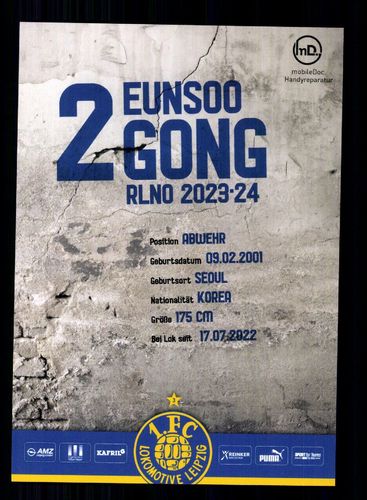 mD.
mobileDoc
Handyreparatur
2
EUNSOO
GONG
RLNO 2023-24
Position ABWEHR
Geburtsdatum 09.02.2001
Geburtsort SEOUL
Nationalität KOREA
Größe 175 CM
Bei Lok seit 17.07.2022
1. FC
LOKOMOTIVE LEIPZIG
AMZ
KAFRIL
REINKER
PUMA